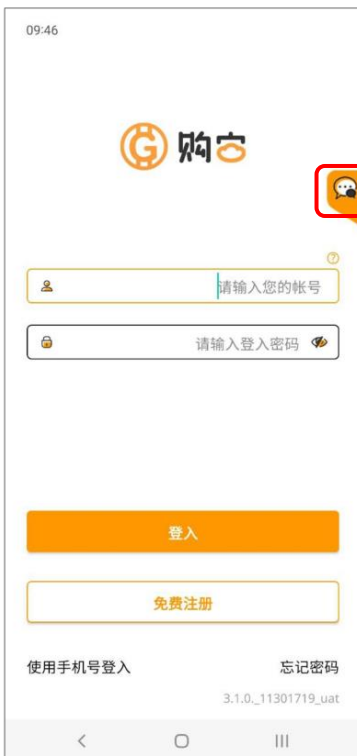 09:46
购宝
请输入您的帐号
请输入登入密码
登入
免费注册
使用手机号登入 忘记密码
3.1.0._11301719_uat